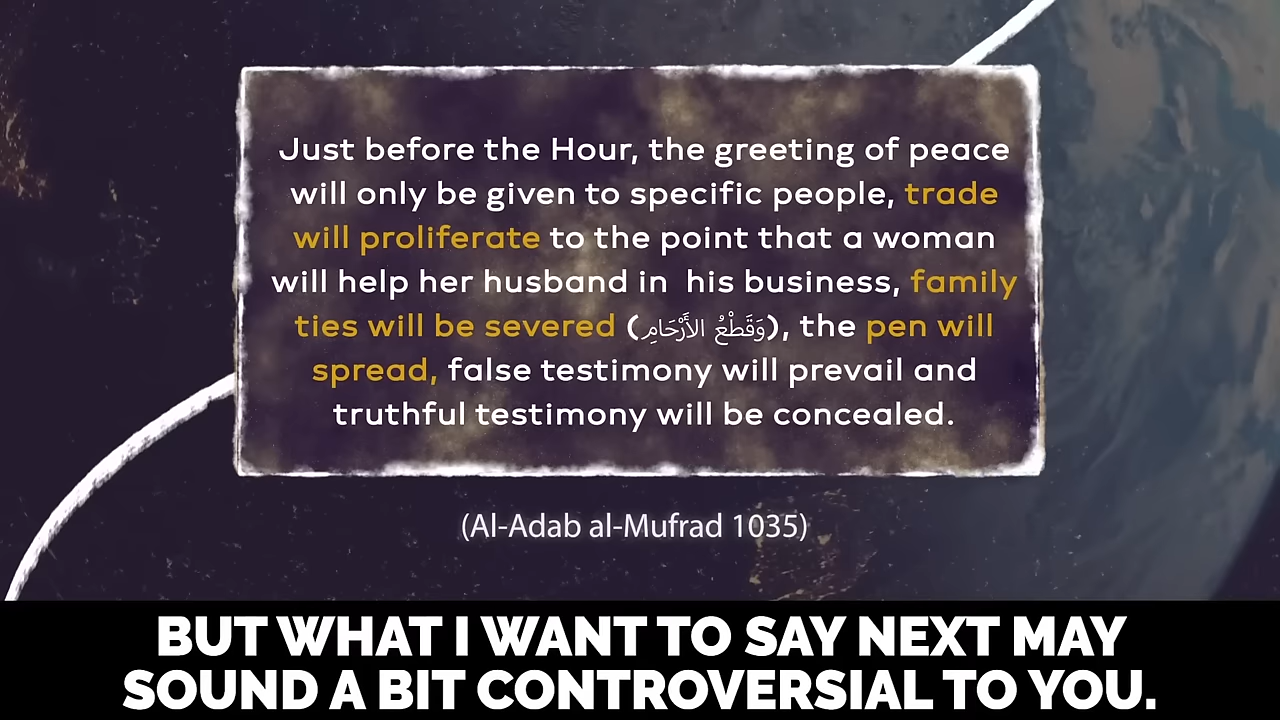 Just before the Hour, the greeting of peace
will only be given to specific people, trade
will proliferate to the point that a woman
will help her husband in his business, family
ties will be severed (وَقَطْعُ الأَرْحَامِ), the pen will
spread, false testimony will prevail and
truthful testimony will be concealed.
(Al-Adab al-Mufrad 1035)
BUT WHAT I WANT TO SAY NEXT MAY
SOUND A BIT CONTROVERSIAL TO YOU.